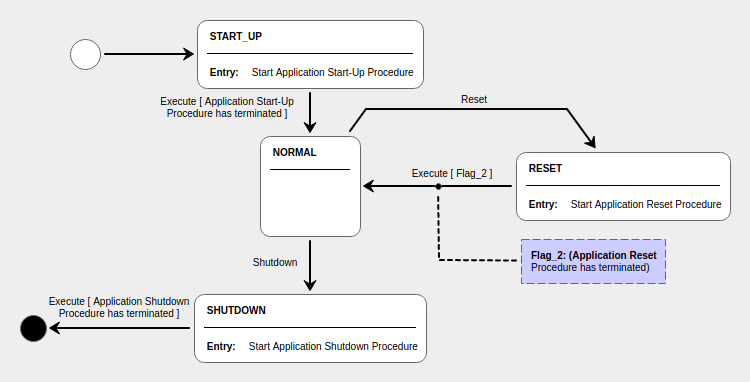 START_UP
Entry: Start Application Start-Up Procedure
Execute [ Application Start-Up
Procedure has terminated ]
Reset
NORMAL
Execute [ Flag_2 ]
RESET
Entry: Start Application Reset Procedure
Flag_2: (Application Reset
Procedure has terminated)
Shutdown
Execute [ Application Shutdown
Procedure has terminated ]
SHUTDOWN
Entry: Start Application Shutdown Procedure